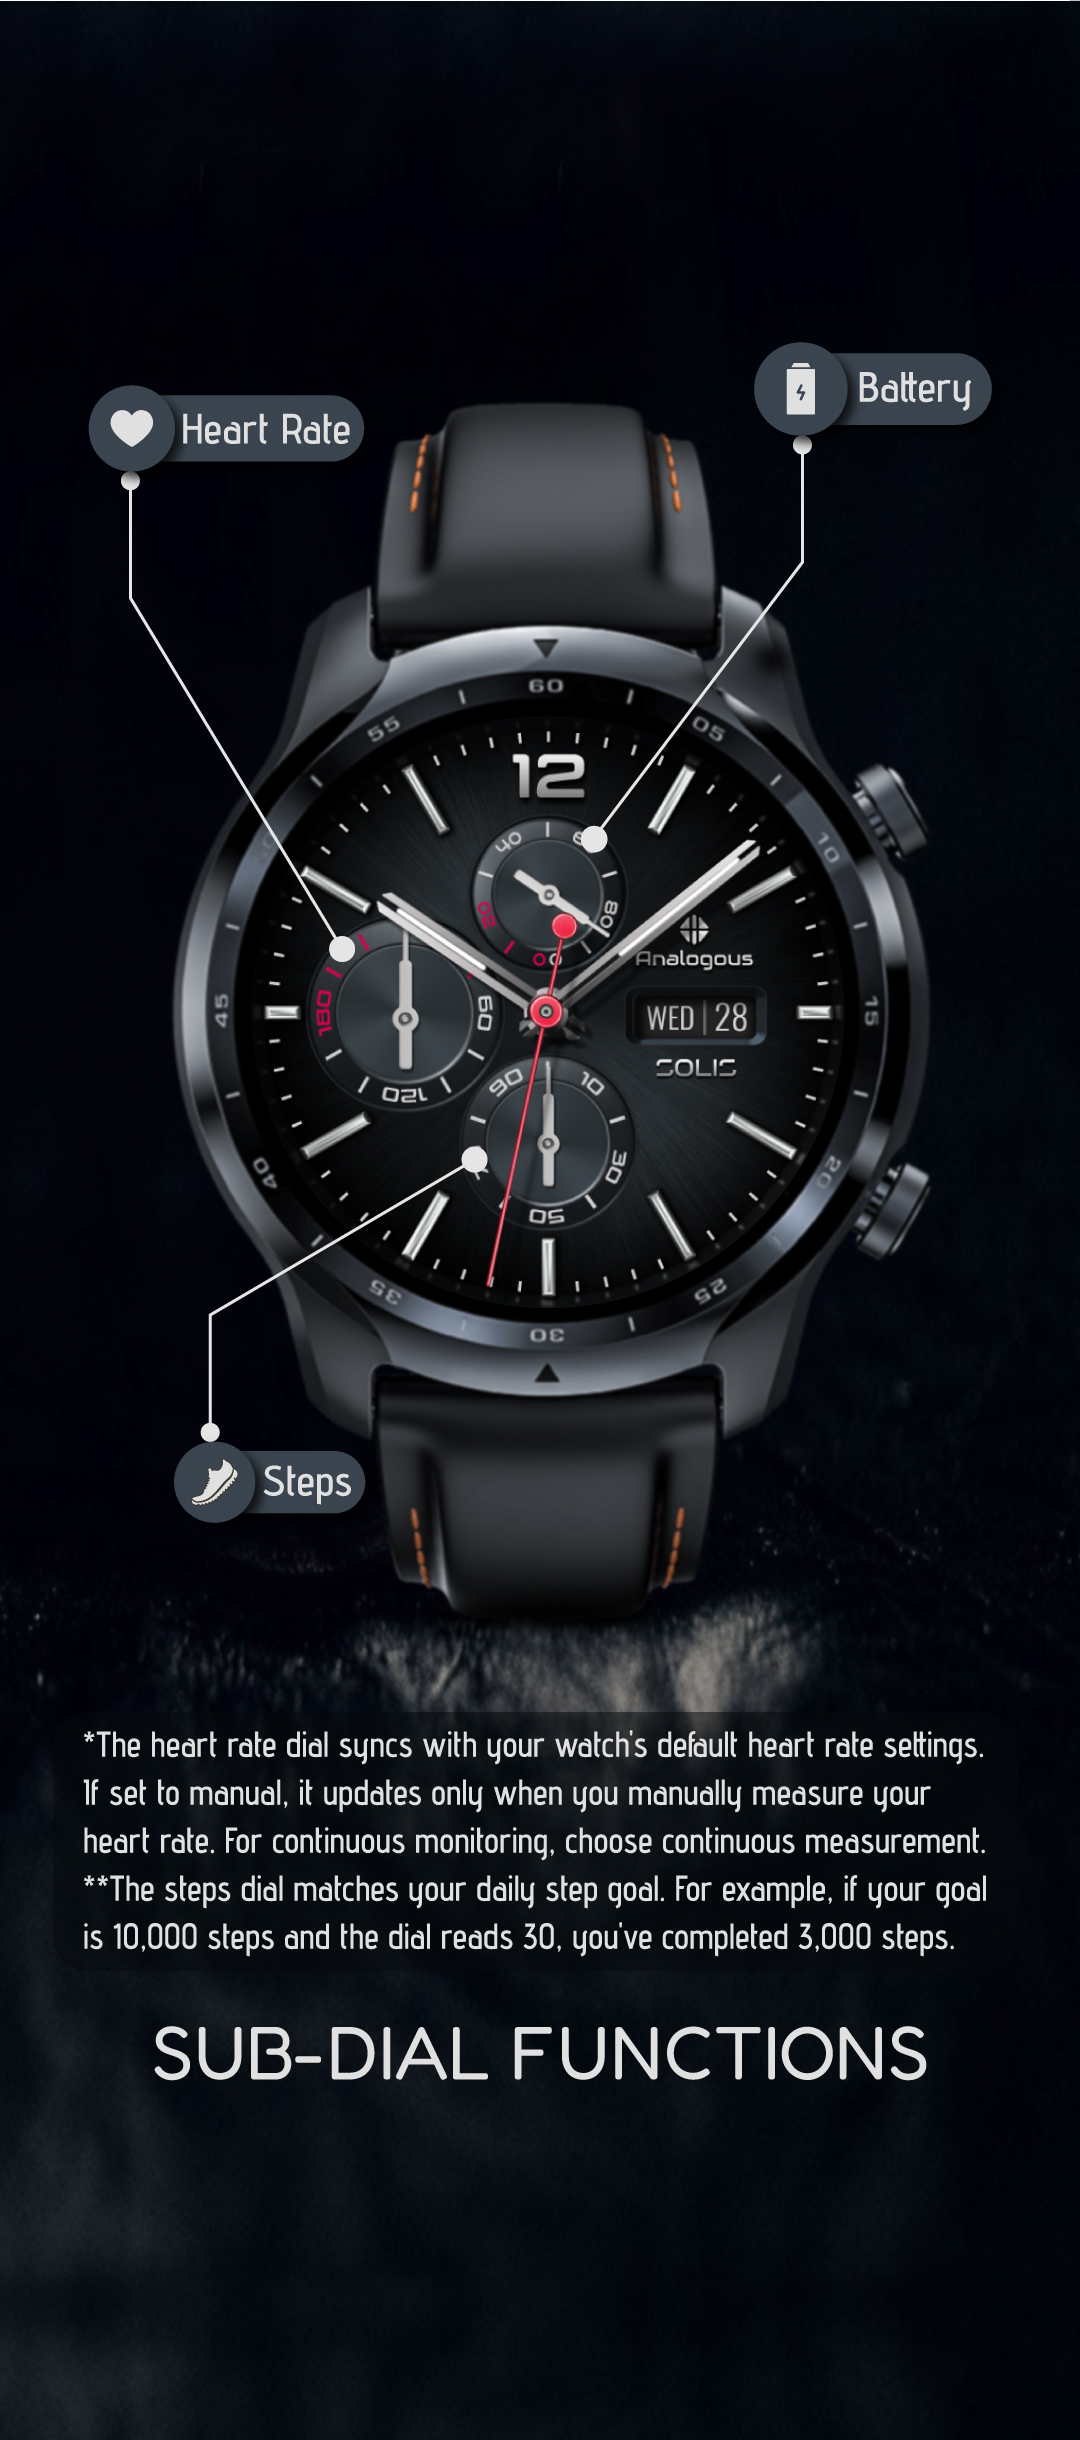 Battery
Heart Rate
60
55
05
12
40
10
20
80
00
Analogous
45
180
60
WED 28
15
SOLIS
120
90
10
30
50
40
20
35
25
30
Steps
*The heart rate dial syncs with your watch's default heart rate settings.
If set to manual, it updates only when you manually measure your
heart rate. For continuous monitoring, choose continuous measurement.
**The steps dial matches your daily step goal. For example, if your goal
is 10,000 steps and the dial reads 30, you've completed 3,000 steps.
SUB-DIAL FUNCTIONS